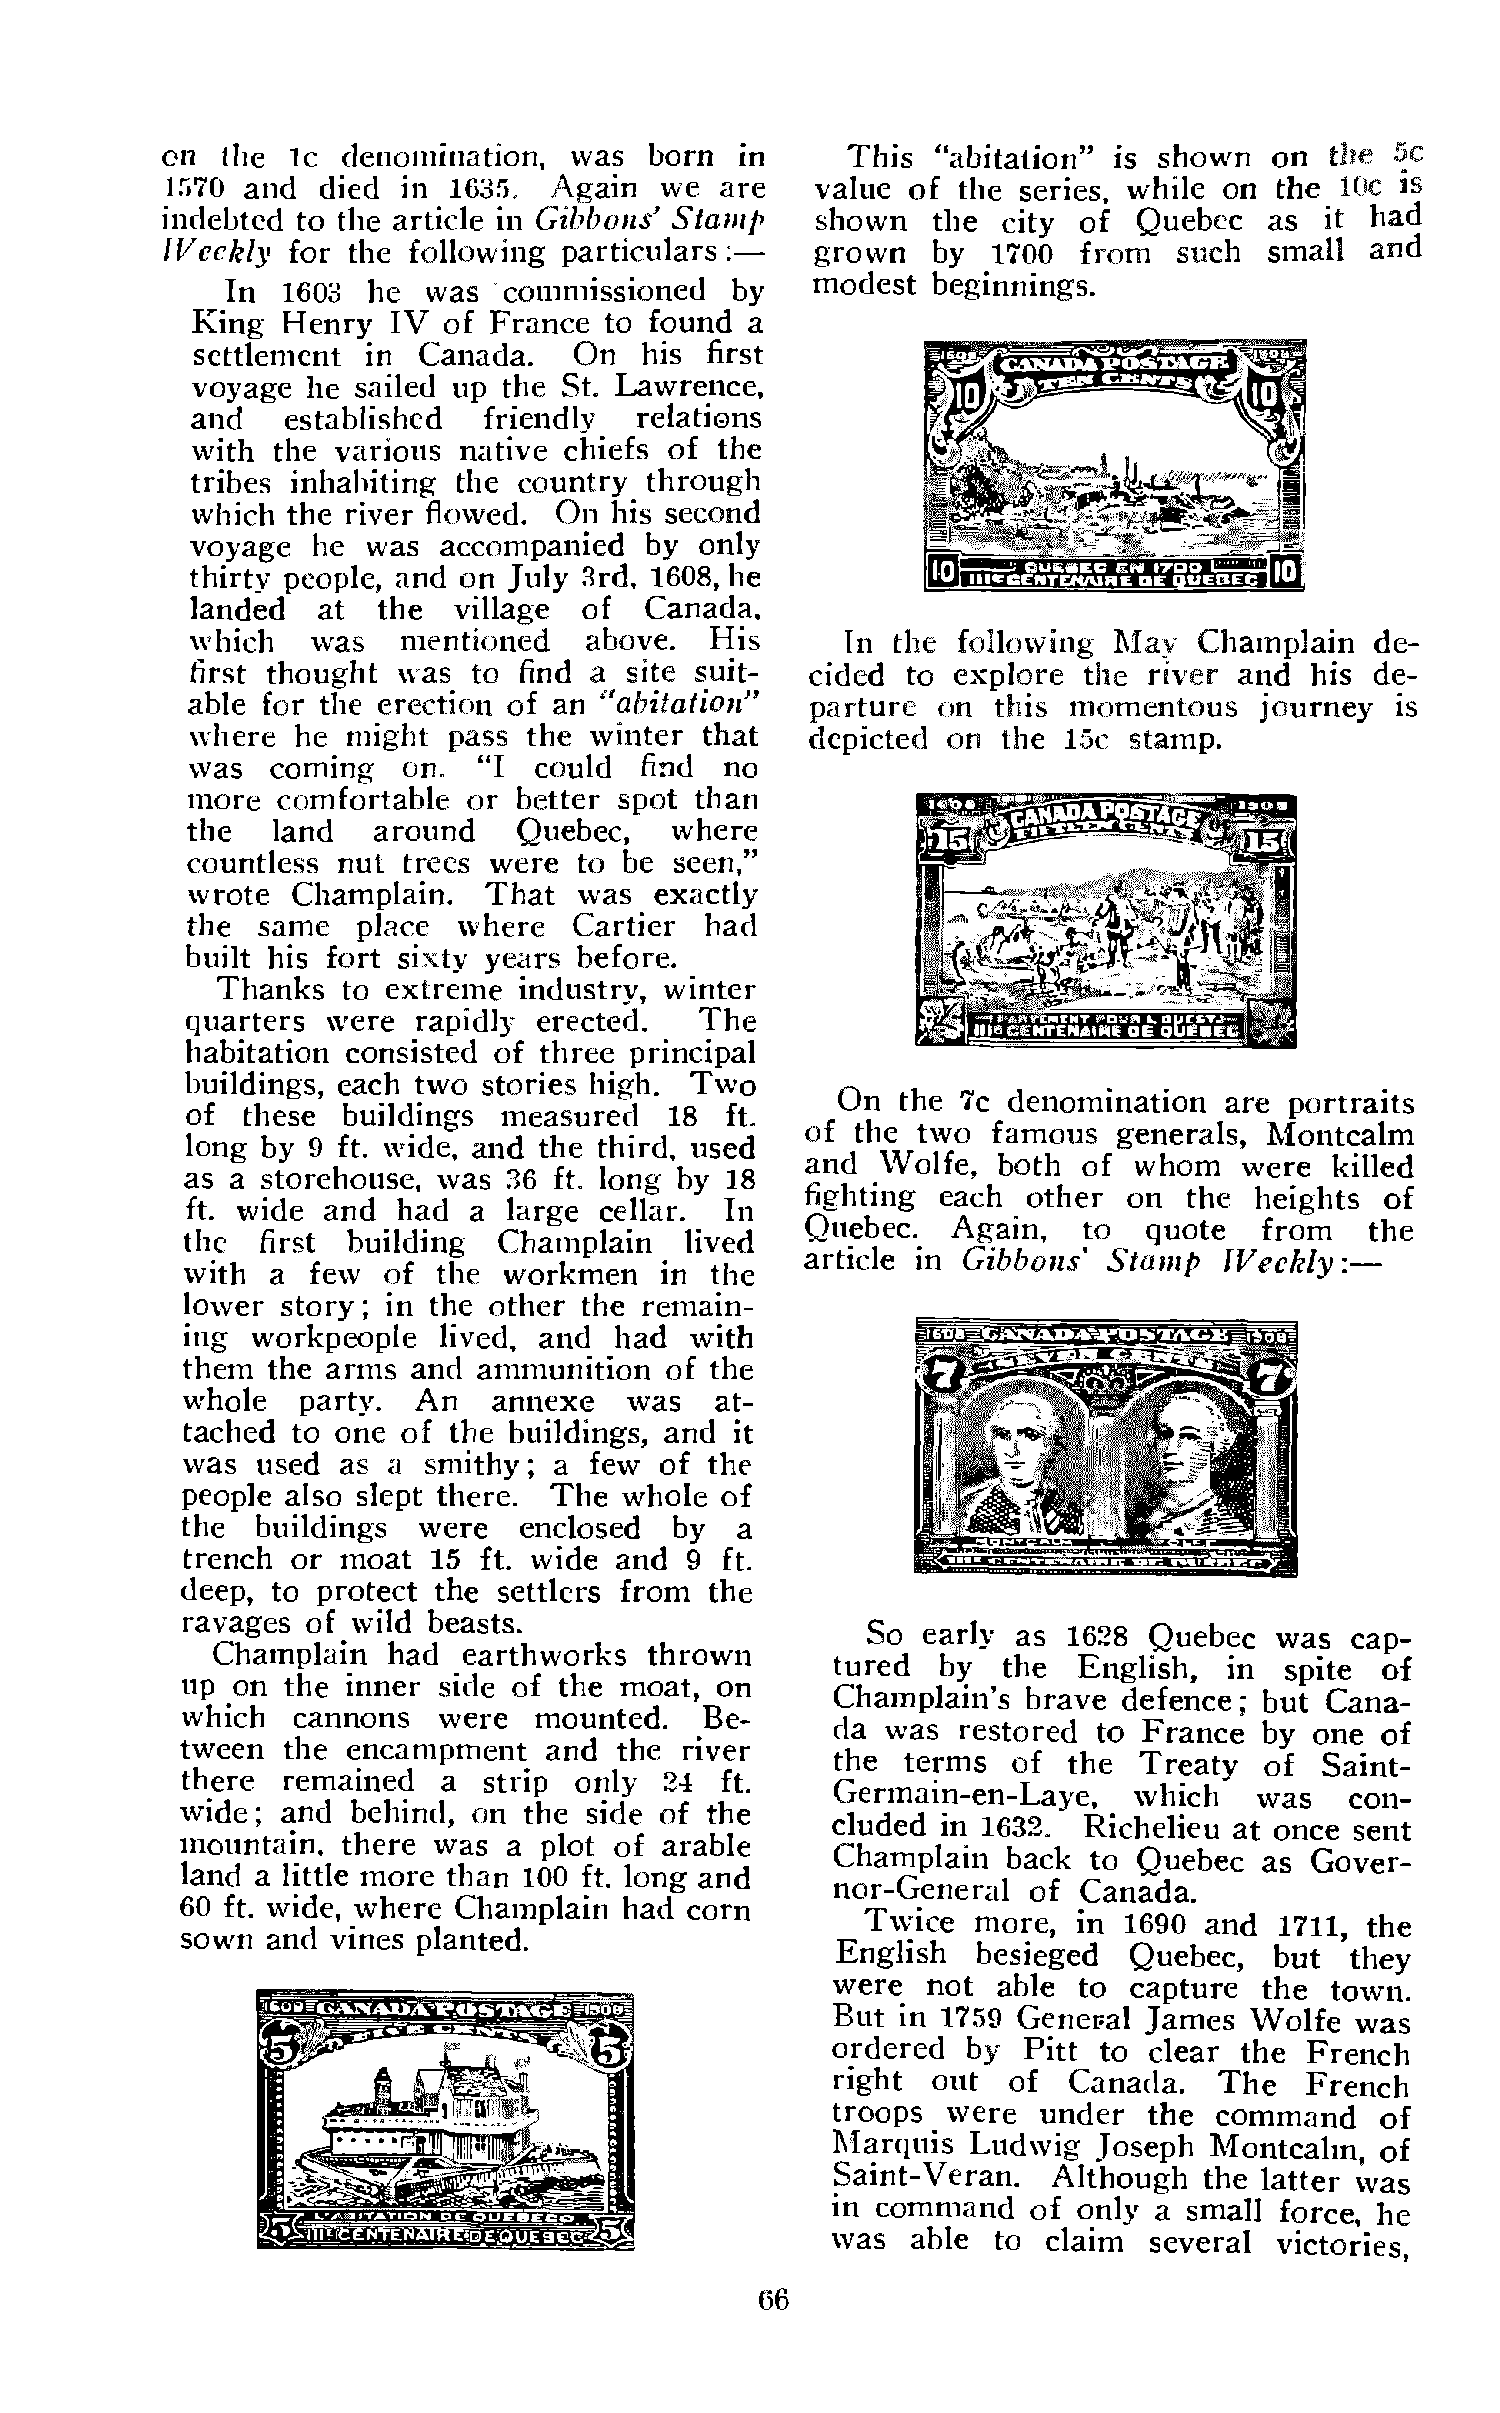 on the 1c denomination, was born in
1570 and died in 1635. Again we are
indebted to the article in Gibbons' Stamp
Weekly for the following particulars:—
In 1603 he was commissioned by
King Henry IV of France to found a
settlement in Canada. On his first
voyage he sailed up the St. Lawrence,
and established friendly relations
with the various native chiefs of the
tribes inhabiting the country through
which the river flowed. On his second
voyage he was accompanied by only
thirty people, and on July 3rd, 1608, he
landed at the village of Canada,
which was mentioned above. His
first thought was to find a site suit-
able for the erection of an "abitation"
where he might pass the winter that
was coming on. "I could find no
more comfortable or better spot than
the land around Quebec, where
countless nut trees were to be seen,"
wrote Champlain. That was exactly
the same place where Cartier had
built his fort sixty years before.
Thanks to extreme industry, winter
quarters were rapidly erected. The
habitation consisted of three principal
buildings, each two stories high. Two
of these buildings measured 18 ft.
long by 9 ft. wide, and the third, used
as a storehouse, was 36 ft. long by 18
ft. wide and had a large cellar. In
the first building Champlain lived
with a few of the workmen in the
lower story; in the other the remain-
ing workpeople lived, and had with
them the arms and ammunition of the
whole party. An annexe was at-
tached to one of the buildings, and it
was used as a smithy; a few of the
people also slept there. The whole of
the buildings were enclosed by a
trench or moat 15 ft. wide and 9 ft.
deep, to protect the settlers from the
ravages of wild beasts.
Champlain had earthworks thrown
up on the inner side of the moat, on
which cannons were mounted. Be-
tween the encampment and the river
there remained a strip only 24 ft.
wide; and behind, on the side of the
mountain, there was a plot of arable
land a little more than 100 ft. long and
60 ft. wide, where Champlain had corn
sown and vines planted.
1608 CANADA POSTAGE 1908
5 CENTS 5
L'ABITATION DE QUEBEC
5 IIIe CENTENAIRE DE QUEBEC 5
This "abitation" is shown on the 5c
value of the series, while on the 10c is
shown the city of Quebec as it had
grown by 1700 from such small and
modest beginnings.
1608 CANADA POSTAGE 1908
10 TEN CENTS 10
QUEBEC EN 1700
10 IIIe CENTENAIRE DE QUEBEC 10
In the following May Champlain de-
cided to explore the river and his de-
parture on this momentous journey is
depicted on the 15c stamp.
1608 CANADA POSTAGE 1908
15 FIFTEEN CENTS 15
PARTEMENT POUR L'OUEST
IIIe CENTENAIRE DE QUEBEC
On the 7c denomination are portraits
of the two famous generals, Montcalm
and Wolfe, both of whom were killed
fighting each other on the heights of
Quebec. Again, to quote from the
article in Gibbons' Stamp Weekly:—
1608 CANADA POSTAGE 1908
7 SEVEN CENTS 7
MONTCALM
IIIe CENTENAIRE DE QUEBEC
So early as 1628 Quebec was cap-
tured by the English, in spite of
Champlain's brave defence; but Cana-
da was restored to France by one of
the terms of the Treaty of Saint-
Germain-en-Laye, which was con-
cluded in 1632. Richelieu at once sent
Champlain back to Quebec as Gover-
nor-General of Canada.
Twice more, in 1690 and 1711, the
English besieged Quebec, but they
were not able to capture the town.
But in 1759 General James Wolfe was
ordered by Pitt to clear the French
right out of Canada. The French
troops were under the command of
Marquis Ludwig Joseph Montcalm, of
Saint-Veran. Although the latter was
in command of only a small force, he
was able to claim several victories,
66